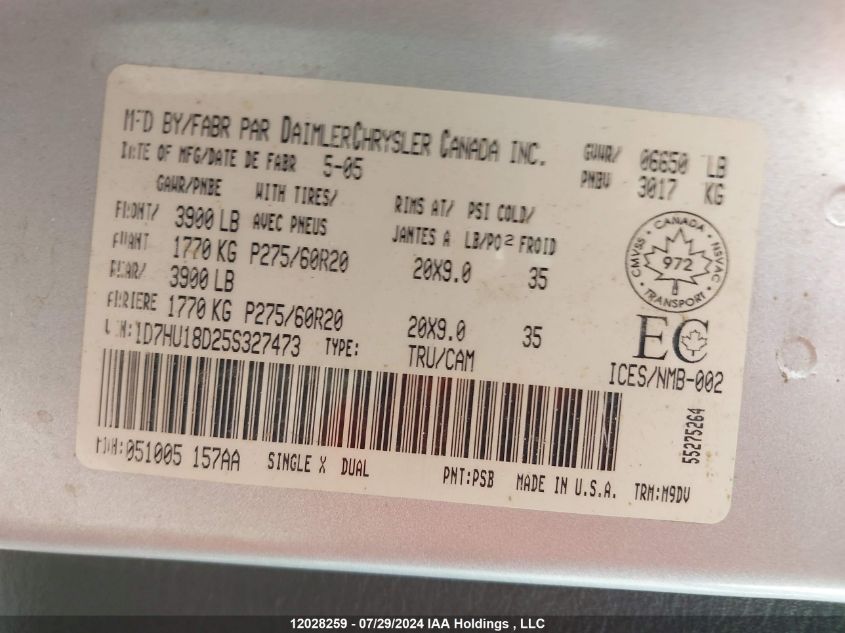 MFD BY/FABR PAR DAIMLERCHRYSLER CANADA INC.
DATE OF MFG/DATE DE FABR 5-05
GVWR/ 06650 LB
PNBV 3017 KG
GAWR/PNBE WITH TIRES/ RIMS AT/ PSI COLD/
FRONT/ 3900 LB AVEC PNEUS JANTES A LB/PO² FROID
AVANT 1770 KG P275/60R20 20X9.0 35
REAR/ 3900 LB
ARRIERE 1770 KG P275/60R20 20X9.0 35
CMVSS CANADA NSVAC
972
TRANSPORT
EC
ICES/NMB-002
VIN:1D7HU18D25S327473 TYPE: TRU/CAM
55275264
MDH:051005 157AA SINGLE X DUAL PNT:PSB MADE IN U.S.A. TRM:M9DV
12028259 - 07/29/2024 IAA Holdings , LLC